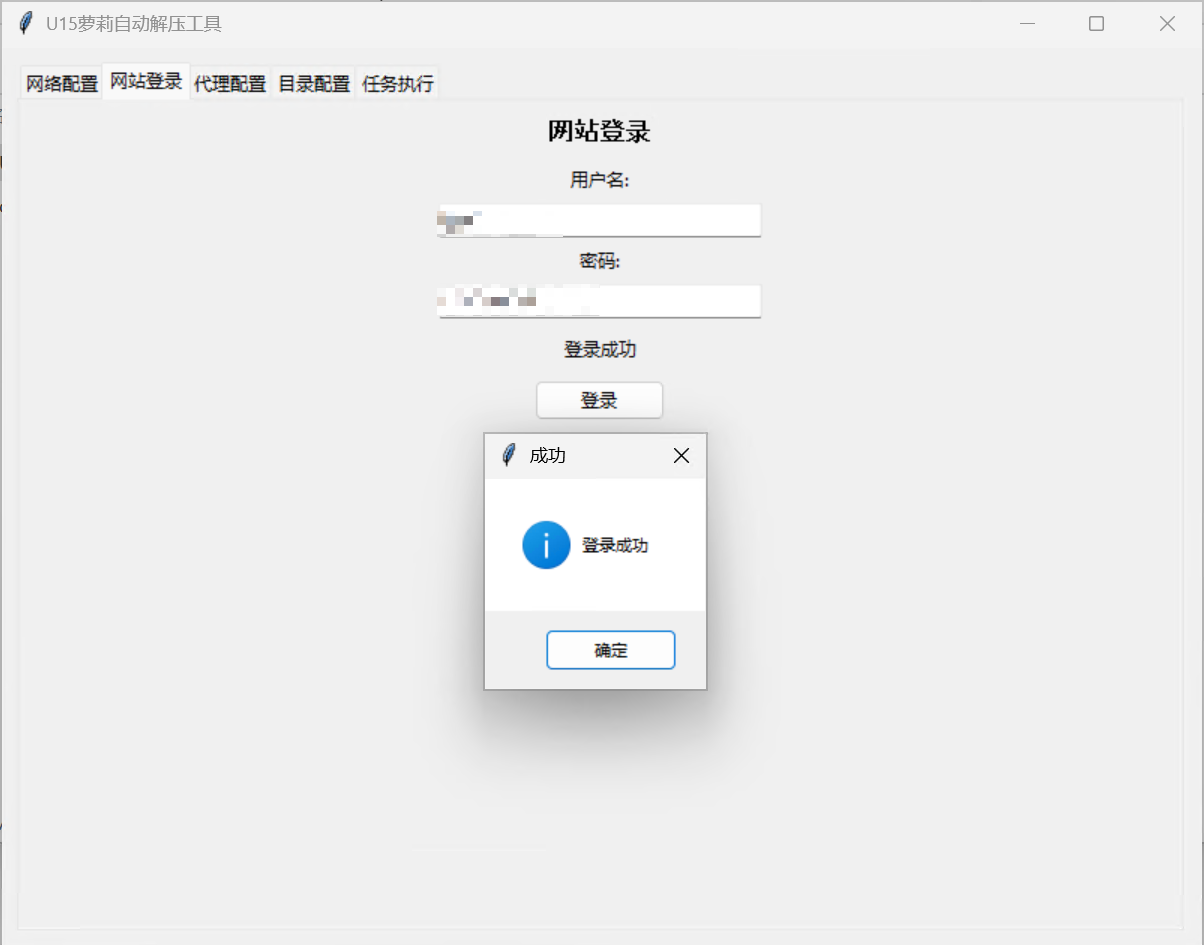 U15萝莉自动解压工具
网络配置 网站登录 代理配置 目录配置 任务执行
网站登录
用户名:
密码:
登录成功
登录
成功
登录成功
确定